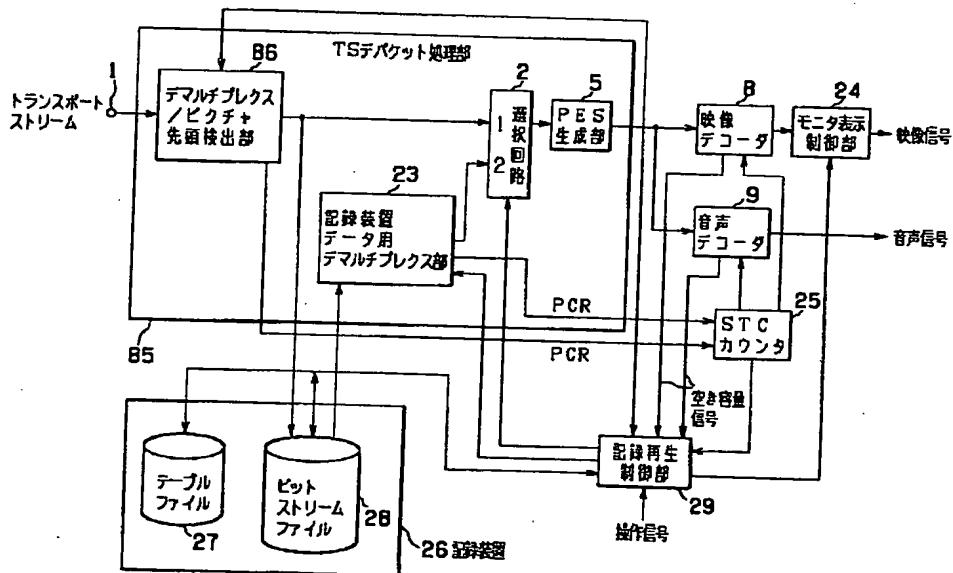 85
TSデパケット処理部
86
1
トランスポート
ストリーム
デマルチプレクス
／ピクチャ
先頭検出部
2
1
2
選択回路
5
PES
生成部
8
映像
デコーダ
24
モニタ表示
制御部
映像信号
23
記録装置
データ用
デマルチプレクス部
9
音声
デコーダ
音声信号
PCR
25
STC
カウンタ
85
PCR
空き容量
信号
テーブル
ファイル
27
ビット
ストリーム
ファイル
28
26 記録装置
記録再生
制御部
29
操作信号